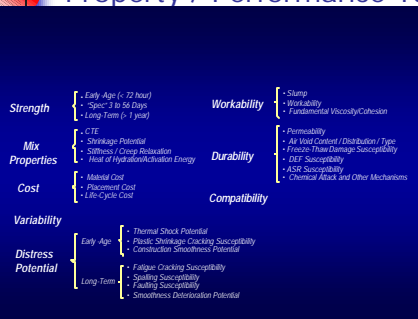 Strength
• Early -Age (< 72 hour)
• "Spec" 3 to 56 Days
• Long-Term (> 1 year)
Mix
Properties
• CTE
• Shrinkage Potential
• Stiffness / Creep Relaxation
• Heat of Hydration/Activation Energy
Cost
• Material Cost
• Placement Cost
• Life-Cycle Cost
Variability
Distress
Potential
Early -Age
• Thermal Shock Potential
• Plastic Shrinkage Cracking Susceptibility
• Construction Smoothness Potential
Long-Term
• Fatigue Cracking Susceptibility
• Spalling Susceptibility
• Faulting Susceptibility
• Smoothness Deterioration Potential
Workability
• Slump
• Workability
• Fundamental Viscosity/Cohesion
Durability
• Permeability
• Air Void Content / Distribution / Type
• Freeze-Thaw Damage Susceptibility
• DEF Susceptibility
• ASR Susceptibility
• Chemical Attack and Other Mechanisms
Compatibility